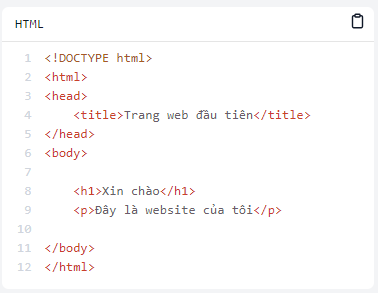 HTML
1 <!DOCTYPE html>
2 <html>
3 <head>
4     <title>Trang web đầu tiên</title>
5 </head>
6 <body>
7
8     <h1>Xin chào</h1>
9     <p>Đây là website của tôi</p>
10
11 </body>
12 </html>